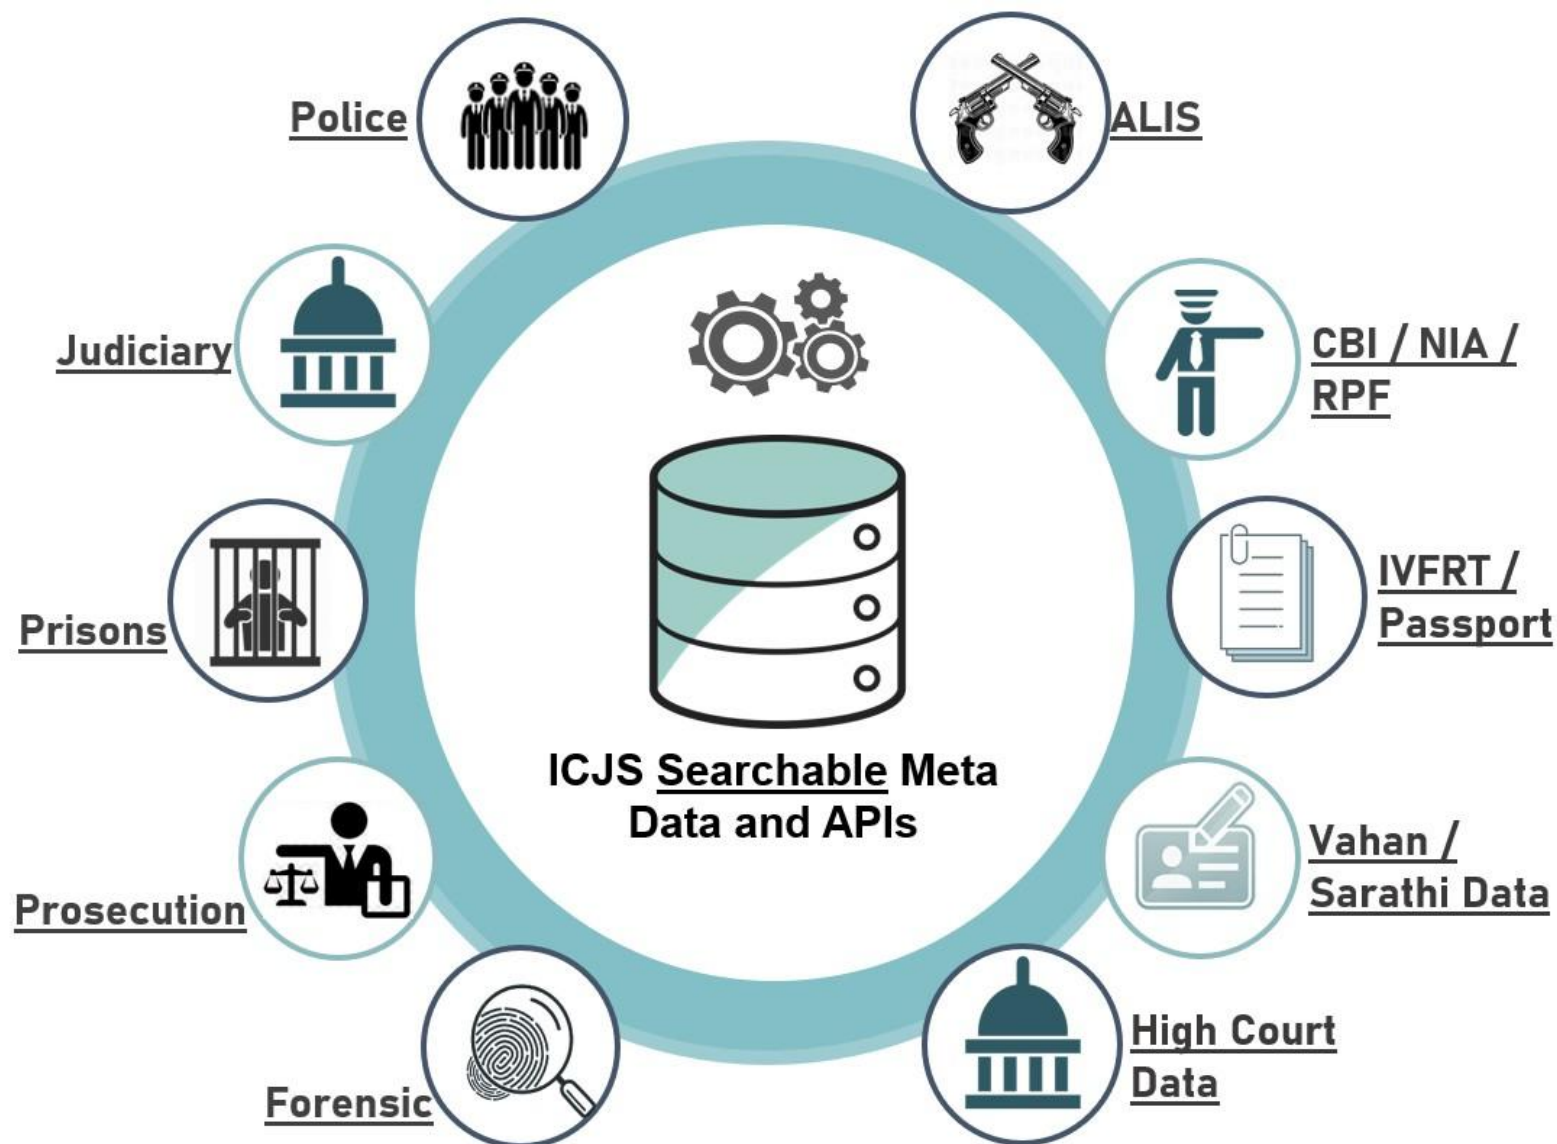 Police
ALIS
Judiciary
CBI / NIA /
RPF
Prisons
IVFRT /
Passport
ICJS Searchable Meta
Data and APIs
Prosecution
Vahan /
Sarathi Data
Forensic
High Court
Data